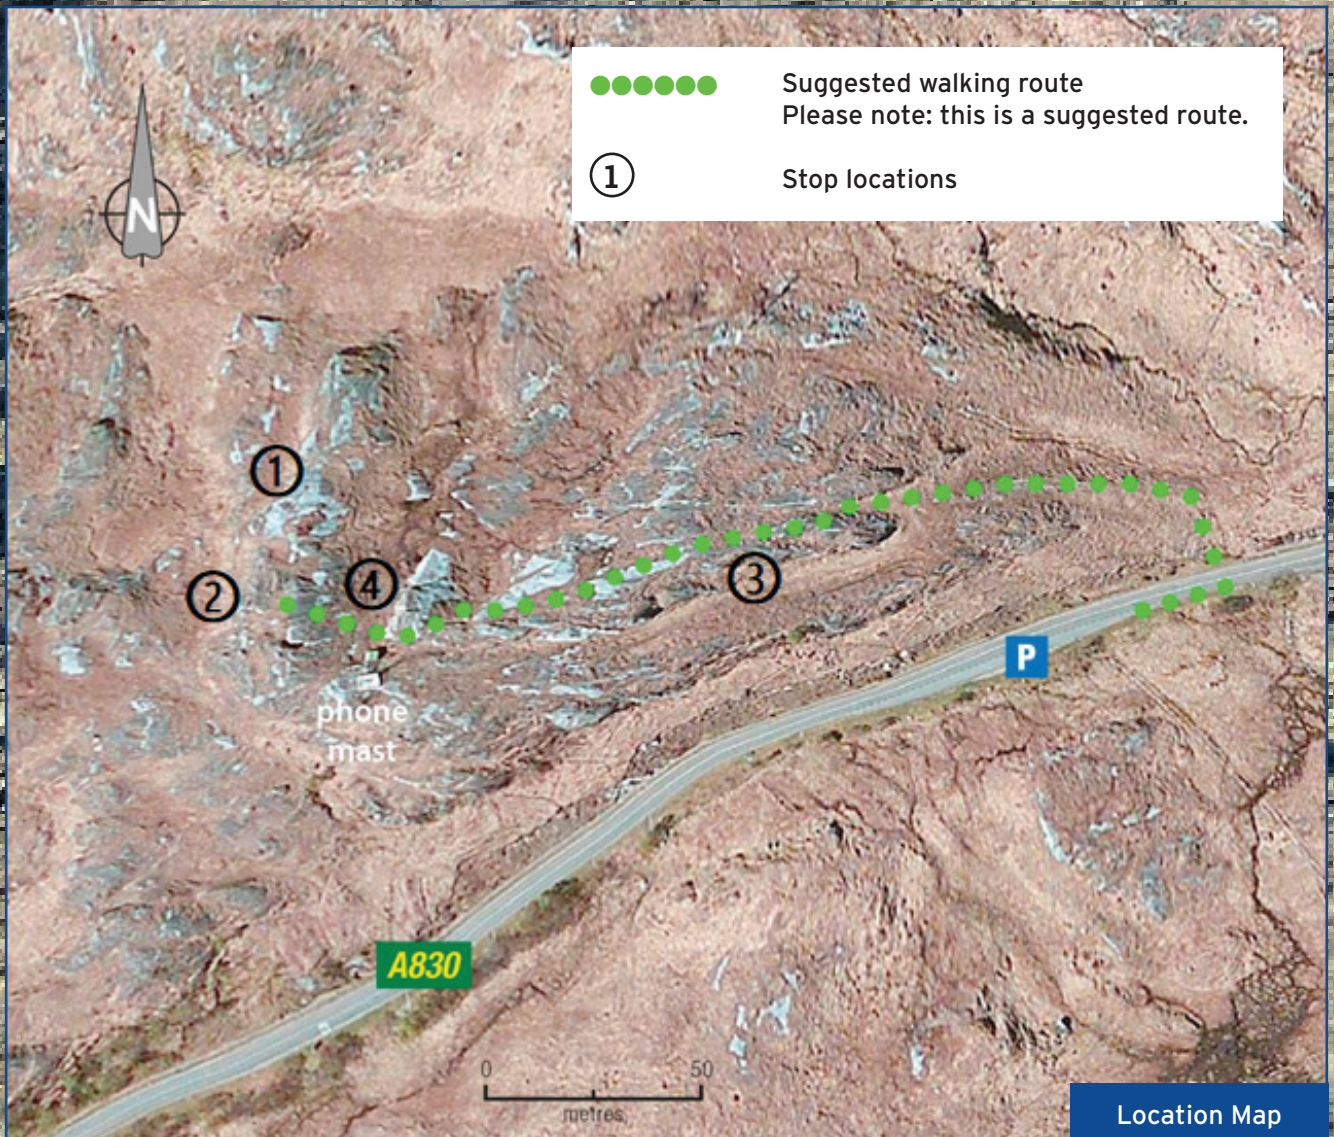 Suggested walking route
Please note: this is a suggested route.
1
Stop locations
N
1
2
4
3
P
phone
mast
A830
0 50
metres
Location Map